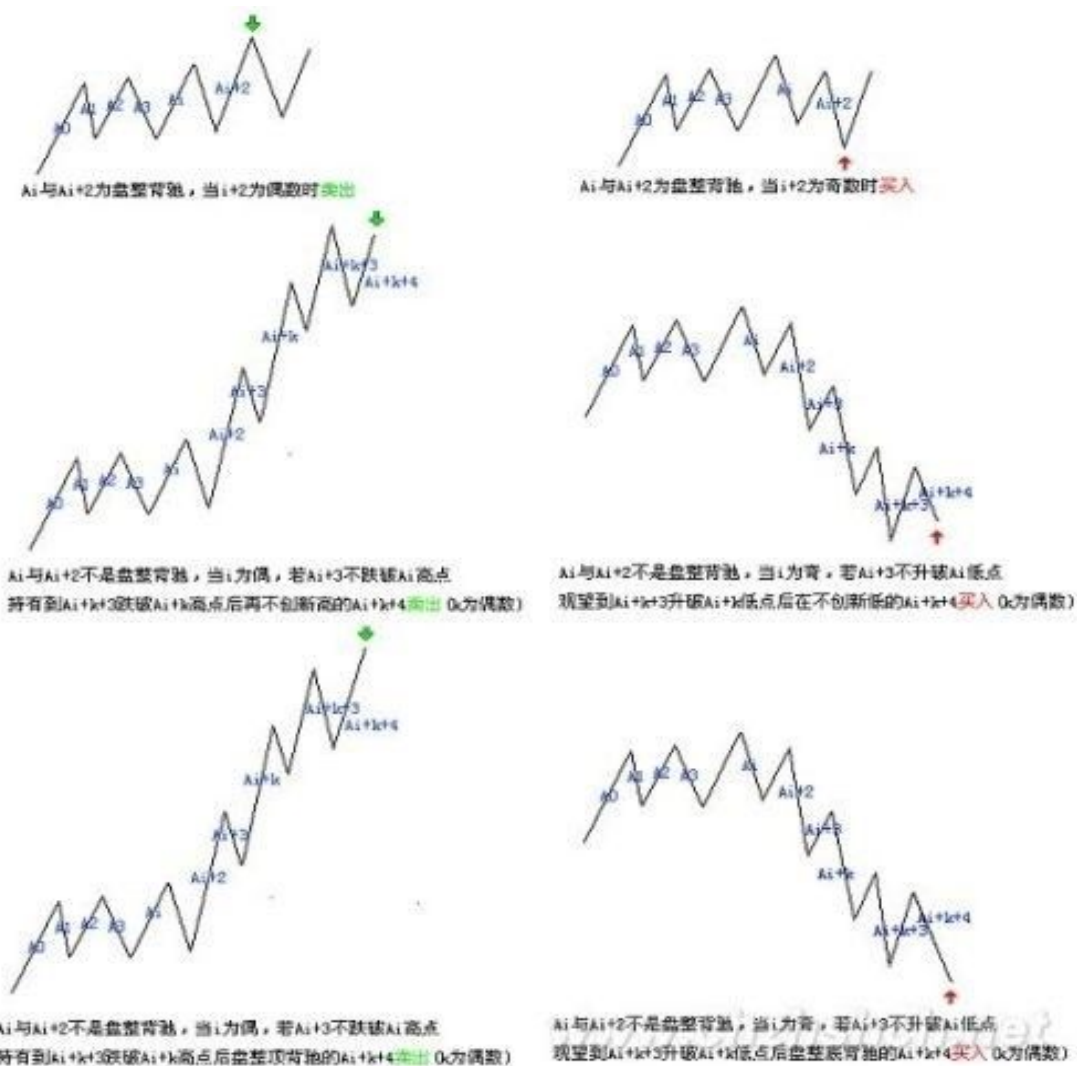 A0
A1
A2
A3
Ai
Ai+2
Ai与Ai+2为盘整背驰，当i+2为偶数时卖出
A0
A1
A2
A3
Ai
Ai+2
Ai与Ai+2为盘整背驰，当i+2为奇数时买入
A0
A1
A2
A3
Ai
Ai+2
Ai+3
Ai+k
Ai+k+3
Ai+k+4
Ai与Ai+2不是盘整背驰，当i为偶，若Ai+3不跌破Ai高点
持有到Ai+k+3跌破Ai+k高点后再不创新高的Ai+k+4卖出（k为偶数）
A0
A1
A2
A3
Ai
Ai+2
Ai+3
Ai+k
Ai+k+3
Ai+k+4
Ai与Ai+2不是盘整背驰，当i为奇，若Ai+3不升破Ai低点
观望到Ai+k+3升破Ai+k低点后在不创新低的Ai+k+4买入（k为偶数）
A0
A1
A2
A3
Ai
Ai+2
Ai+3
Ai+k
Ai+k+3
Ai+k+4
Ai与Ai+2不是盘整背驰，当i为偶，若Ai+3不跌破Ai高点
持有到Ai+k+3跌破Ai+k高点后盘整顶背驰的Ai+k+4卖出（k为偶数）
A0
A1
A2
A3
Ai
Ai+2
Ai+3
Ai+k
Ai+k+3
Ai+k+4
Ai与Ai+2不是盘整背驰，当i为奇，若Ai+3不升破Ai低点
观望到Ai+k+3升破Ai+k低点后盘整底背驰的Ai+k+4买入（k为偶数）